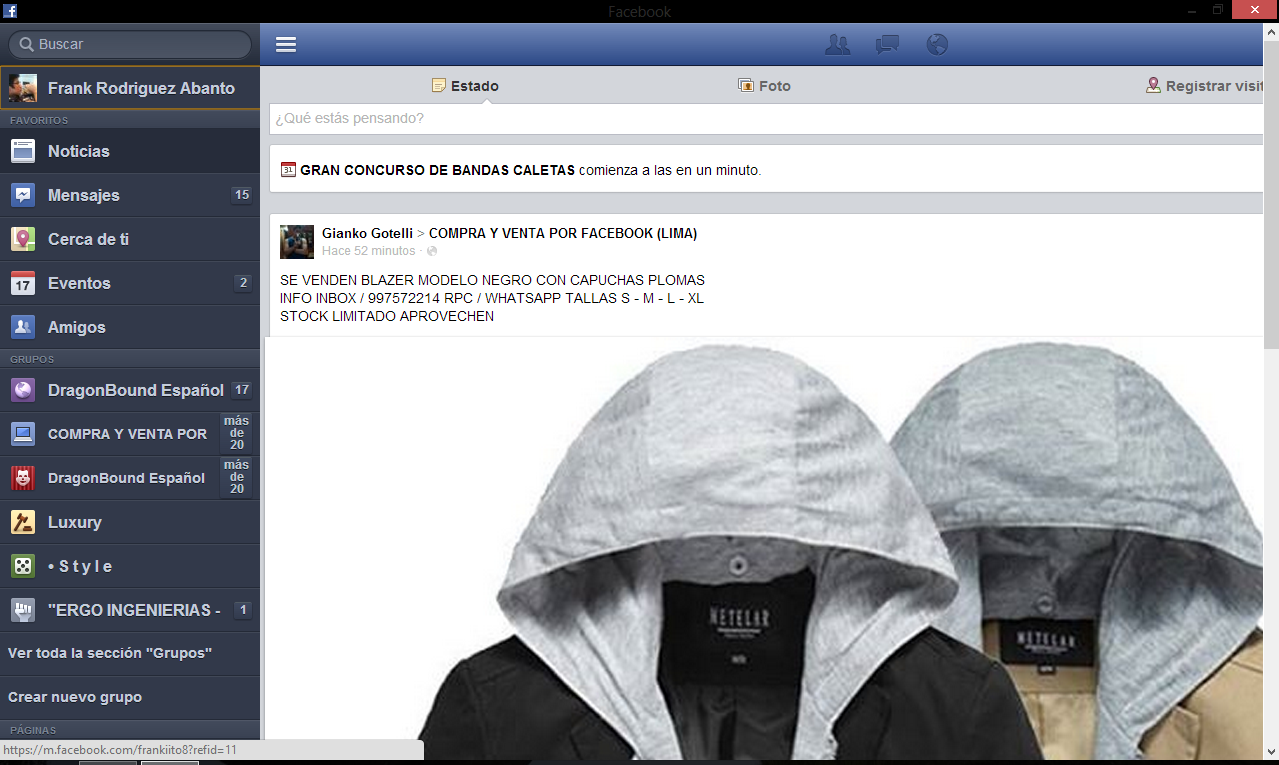 Facebook
Buscar
Frank Rodriguez Abanto
FAVORITOS
Noticias
Mensajes 15
Cerca de ti
17 Eventos 2
Amigos
GRUPOS
DragonBound Español 17
COMPRA Y VENTA POR más de 20
DragonBound Español más de 20
Luxury
• S t y l e
"ERGO INGENIERIAS - 1
Ver toda la sección "Grupos"
Crear nuevo grupo
PÁGINAS
https://m.facebook.com/frankiito8?refid=11
Estado Foto Registrar visit
¿Qué estás pensando?
31 GRAN CONCURSO DE BANDAS CALETAS comienza a las en un minuto.
Gianko Gotelli > COMPRA Y VENTA POR FACEBOOK (LIMA)
Hace 52 minutos ·
SE VENDEN BLAZER MODELO NEGRO CON CAPUCHAS PLOMAS
INFO INBOX / 997572214 RPC / WHATSAPP TALLAS S - M - L - XL
STOCK LIMITADO APROVECHEN
METELAR
METELAR